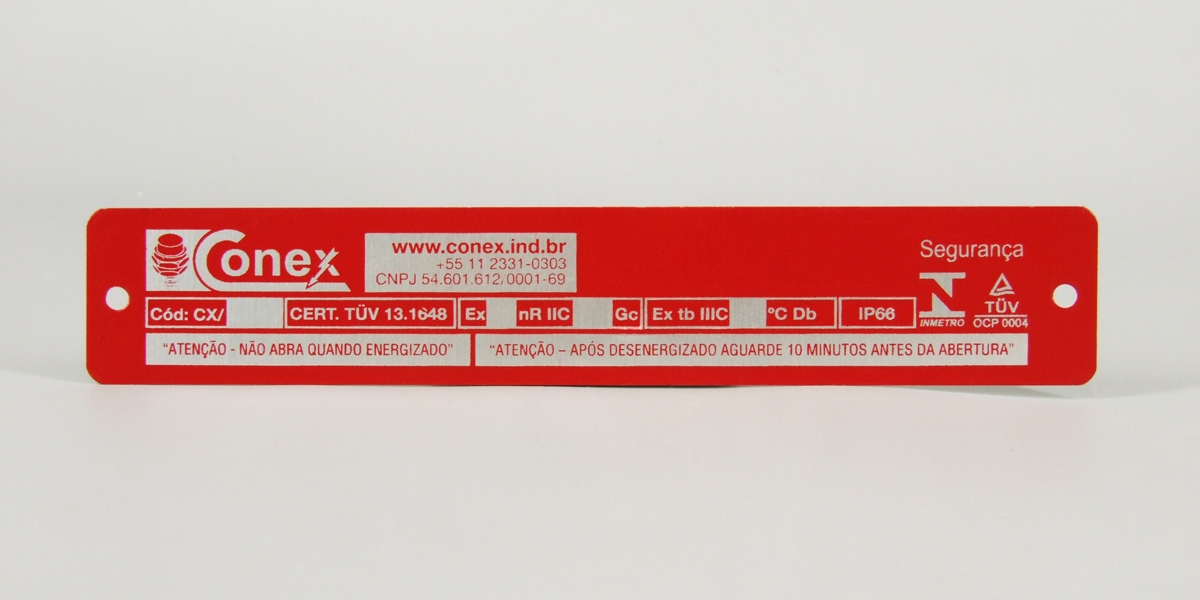 Conex
www.conex.ind.br
+55 11 2331-0303
CNPJ 54.601.612/0001-69
Segurança
INMETRO
TÜV
OCP 0004
Cód: CX/ CERT. TÜV 13.1648 Ex nR IIC Gc Ex tb IIIC ºC Db IP66
"ATENÇÃO - NÃO ABRA QUANDO ENERGIZADO" "ATENÇÃO – APÓS DESENERGIZADO AGUARDE 10 MINUTOS ANTES DA ABERTURA"